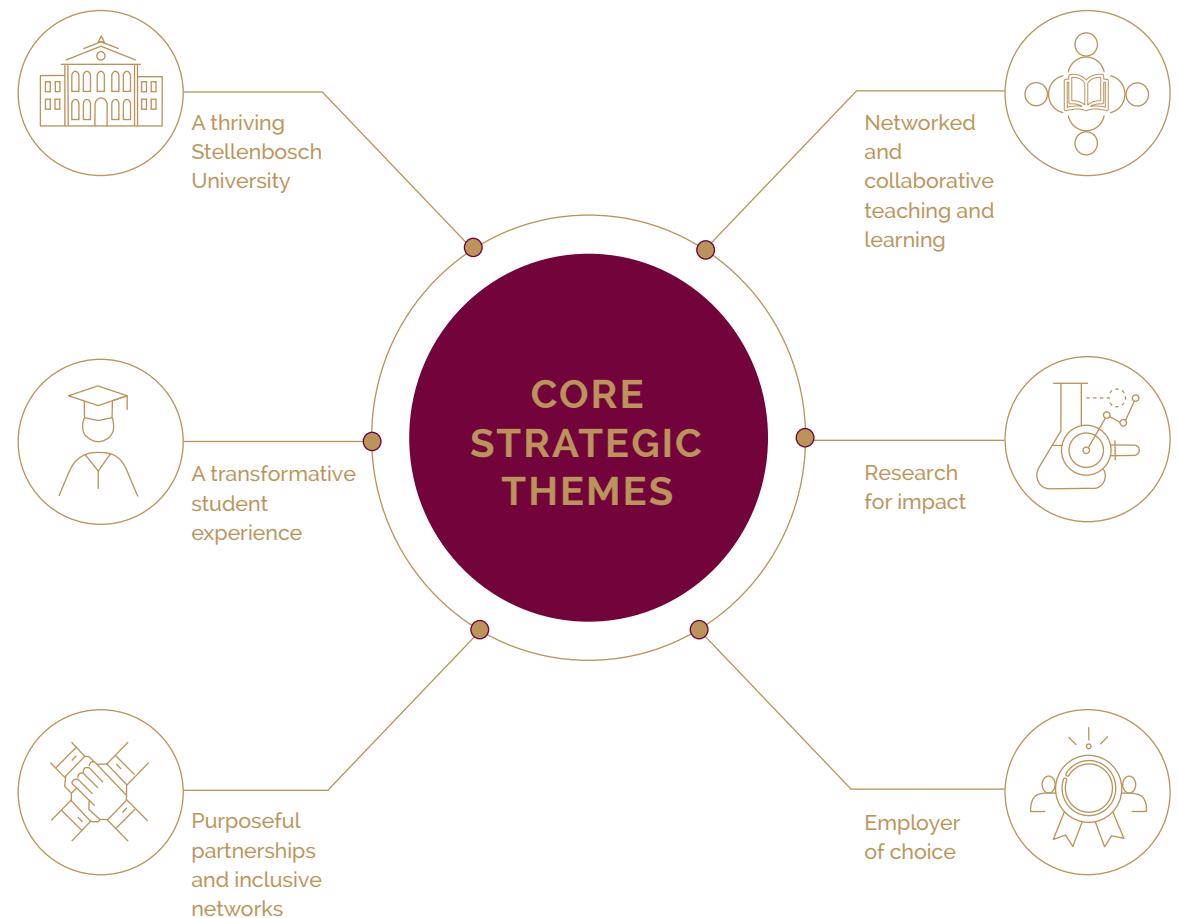 A thriving
Stellenbosch
University
Networked
and
collaborative
teaching and
learning
CORE
STRATEGIC
THEMES
A transformative
student
experience
Research
for impact
Purposeful
partnerships
and inclusive
networks
Employer
of choice